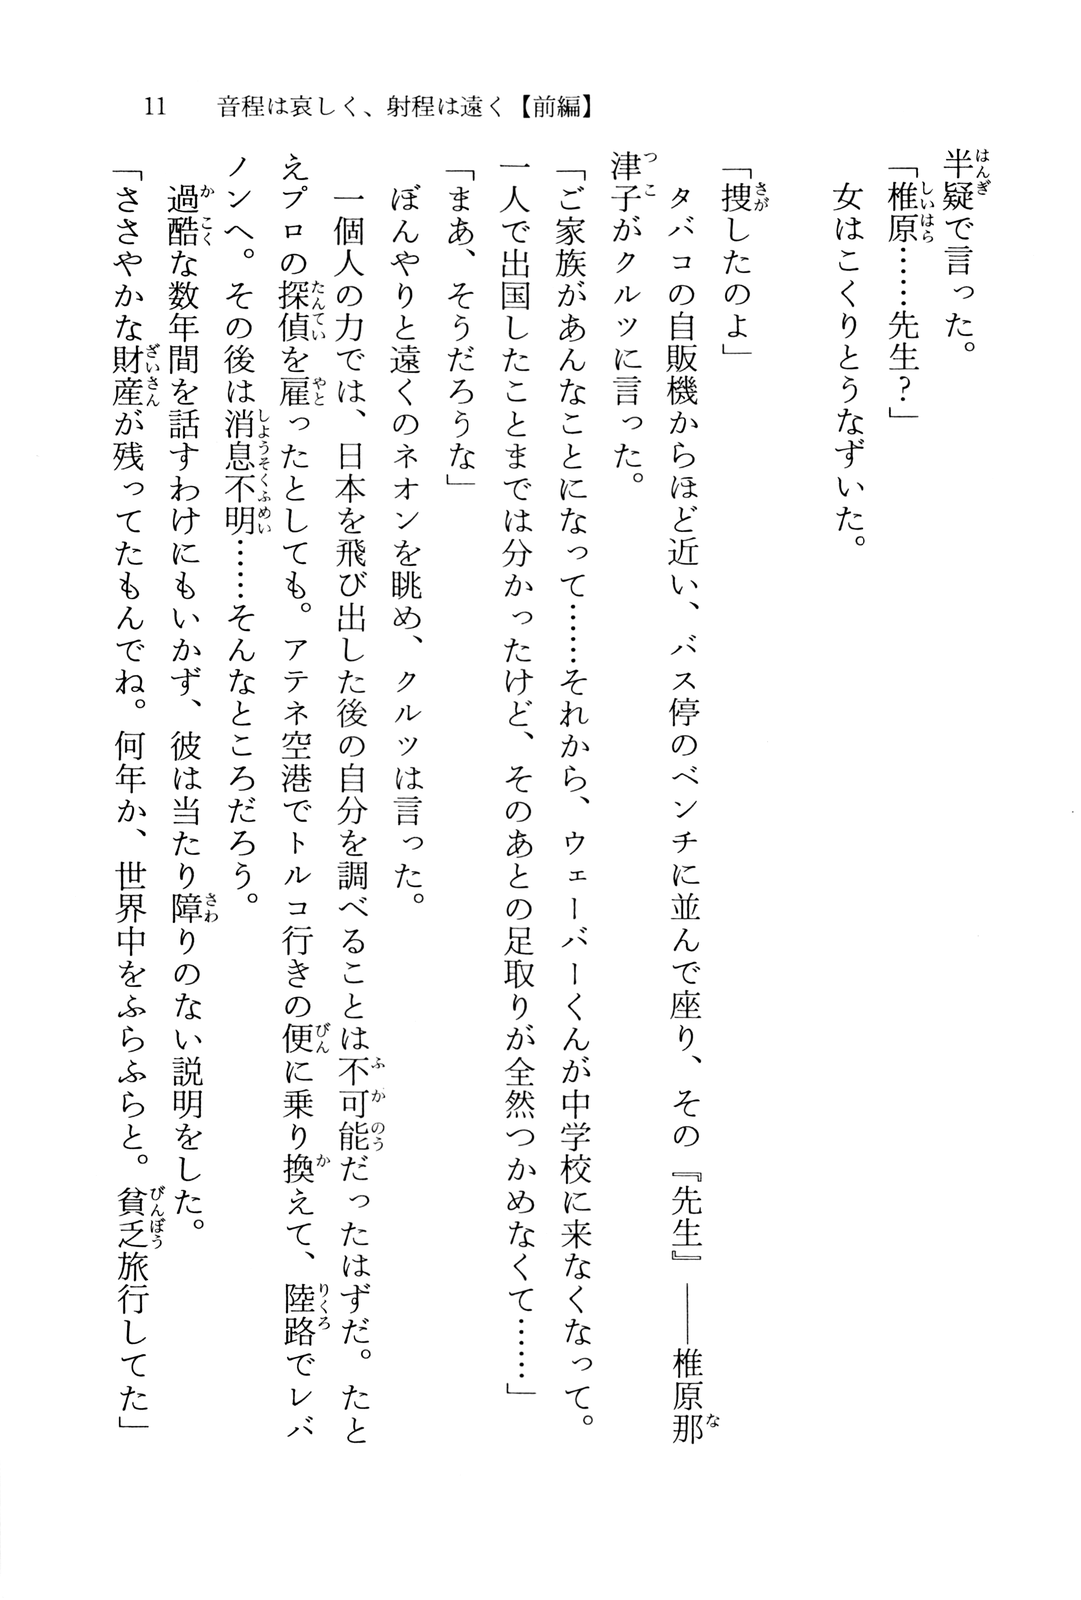 11　音程は哀しく、射程は遠く【前編】
半疑で言った。
「椎原……先生？」
女はこくりとうなずいた。
「捜したのよ」
タバコの自販機からほど近い、バス停のベンチに並んで座り、その『先生』――椎原那
津子がクルツに言った。
「ご家族があんなことになって……それから、ウェーバーくんが中学校に来なくなって。
一人で出国したことまでは分かったけど、そのあとの足取りが全然つかめなくて……」
「まあ、そうだろうな」
ぼんやりと遠くのネオンを眺め、クルツは言った。
一個人の力では、日本を飛び出した後の自分を調べることは不可能だったはずだ。たと
えプロの探偵を雇ったとしても。アテネ空港でトルコ行きの便に乗り換えて、陸路でレバ
ノンへ。その後は消息不明……そんなところだろう。
過酷な数年間を話すわけにもいかず、彼は当たり障りのない説明をした。
「ささやかな財産が残ってたもんでね。何年か、世界中をふらふらと。貧乏旅行してた」